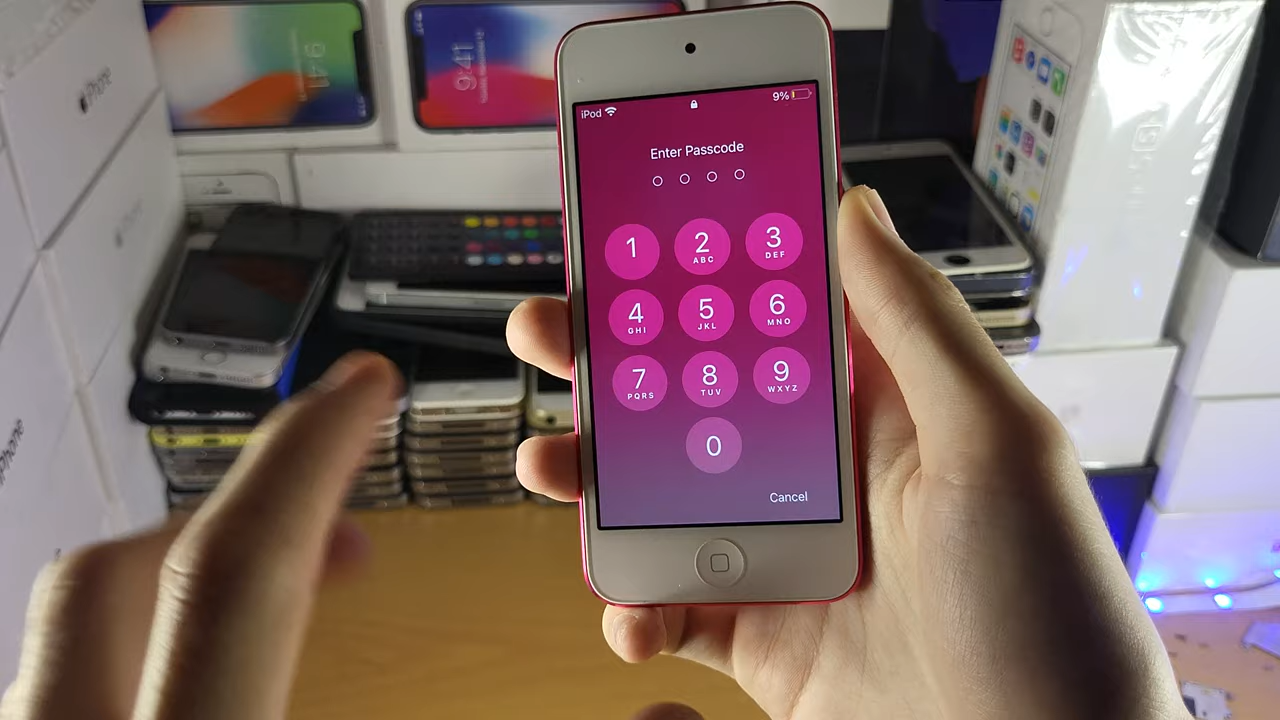 iPhone
9:41
9:41
iPod
9%
Enter Passcode
1
2
ABC
3
DEF
4
GHI
5
JKL
6
MNO
7
PQRS
8
TUV
9
WXYZ
0
Cancel
iPhone